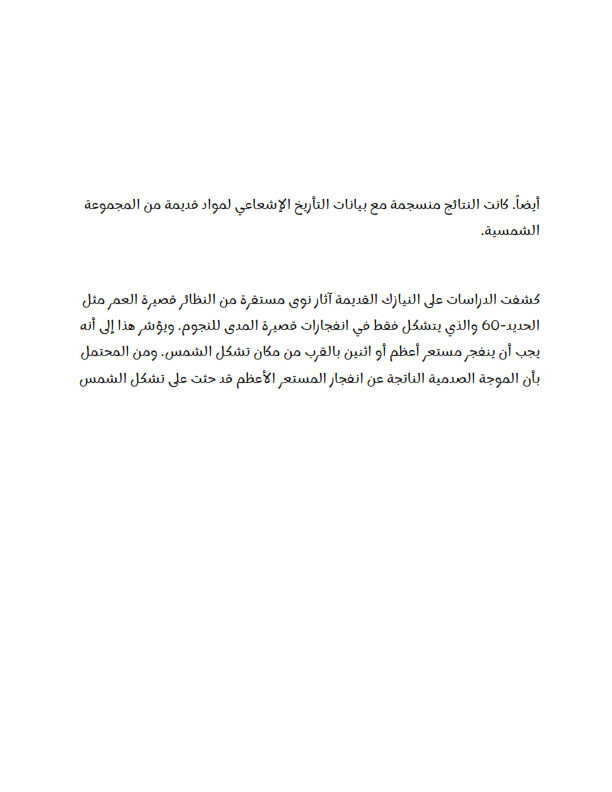 أيضاً. كانت النتائج منسجمة مع بيانات التأريخ الإشعاعي لمواد قديمة من المجموعة
الشمسية.
كشفت الدراسات على النيازك القديمة آثار نوى مستقرة من النظائر قصيرة العمر مثل
الحديد-60 والذي يتشكل فقط في انفجارات قصيرة المدى للنجوم. ويؤشر هذا إلى أنه
يجب أن ينفجر مستعر أعظم أو اثنين بالقرب من مكان تشكل الشمس. ومن المحتمل
بأن الموجة الصدمية الناتجة عن انفجار المستعر الأعظم قد حثت على تشكل الشمس